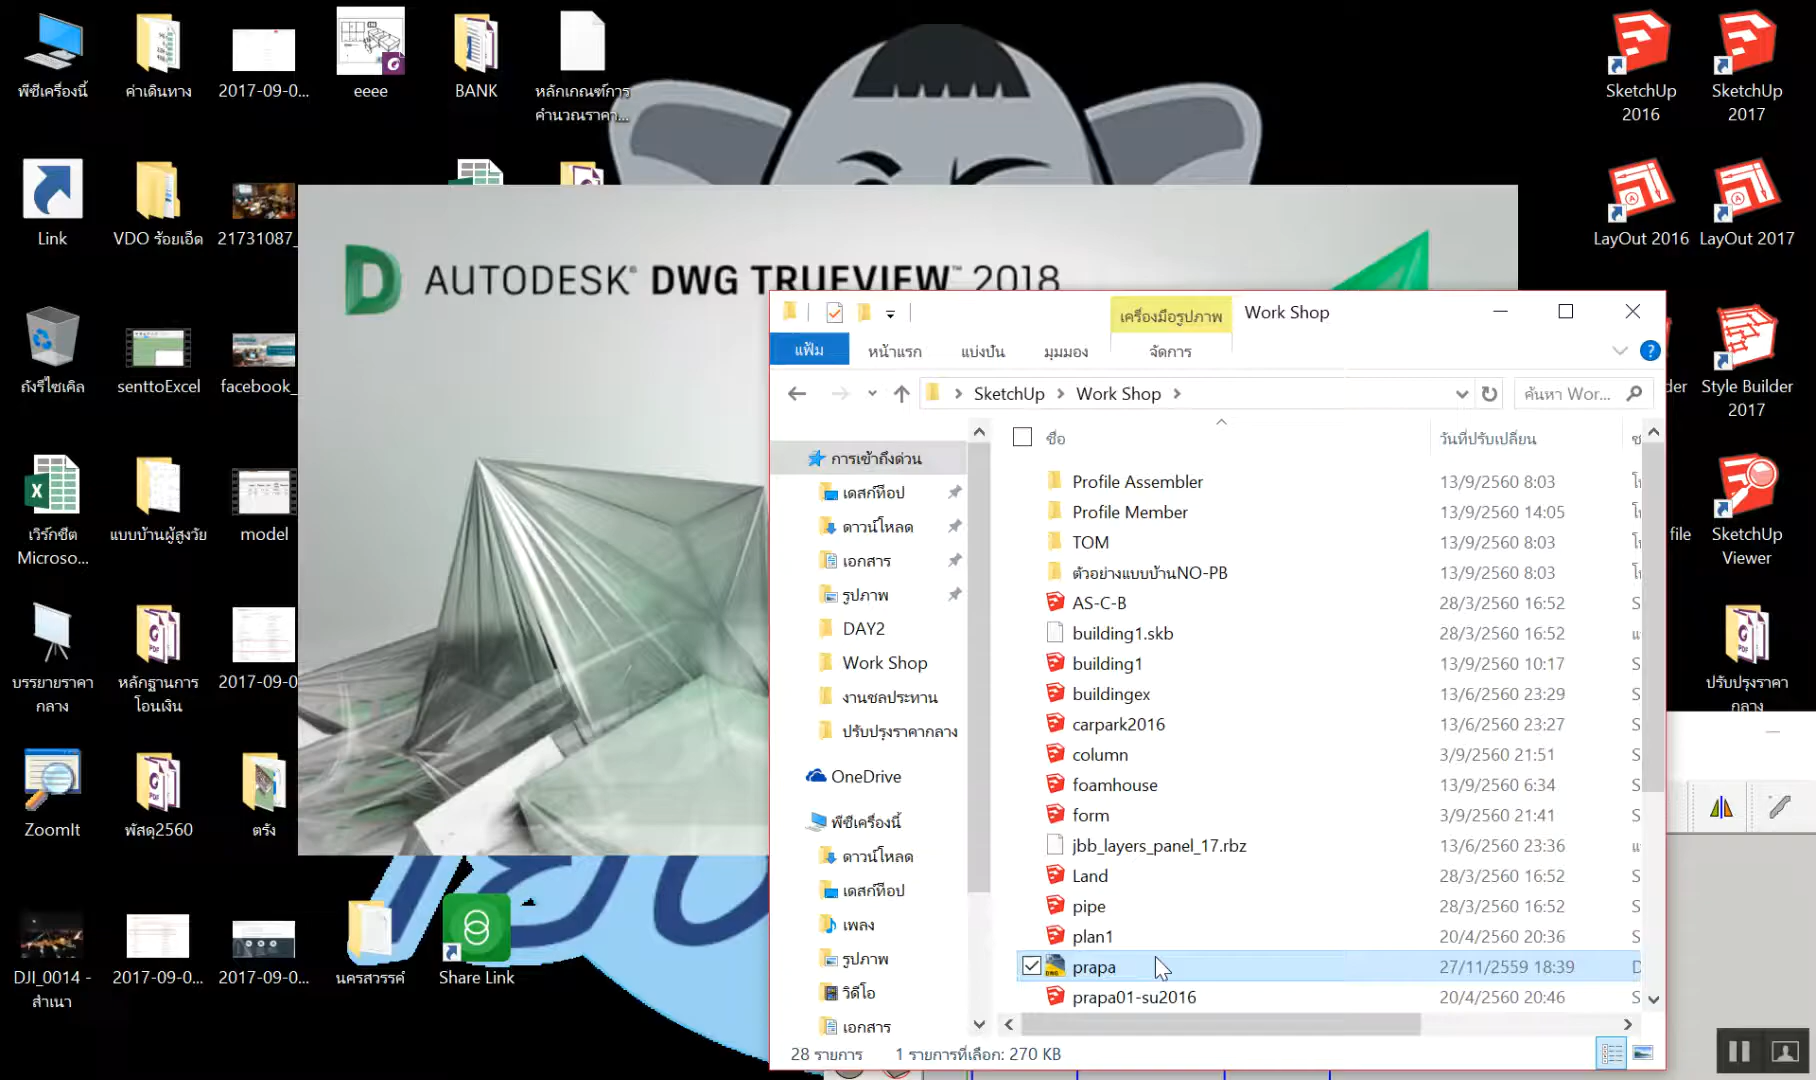 พีซีเครื่องนี้
ค่าเดินทาง
2017-09-0...
eeee
BANK
หลักเกณฑ์การ
คำนวณราคา...
SketchUp
2016
SketchUp
2017
Link
VDO ร้อยเอ็ด
21731087_
LayOut 2016
LayOut 2017
AUTODESK® DWG TRUEVIEW™ 2018
ถังรีไซเคิล
senttoExcel
facebook_
Style Builder
2017
เวิร์กชีต
Microso...
แบบบ้านผู้สูงวัย
model
file
SketchUp
Viewer
บรรยายราคา
กลาง
หลักฐานการ
โอนเงิน
2017-09-0
ปรับปรุงราคา
กลาง
ZoomIt
พัสดุ2560
ตรัง
DJI_0014 -
สำเนา
2017-09-0...
2017-09-0...
นครสวรรค์
Share Link
เครื่องมือรูปภาพ
Work Shop
แฟ้ม
หน้าแรก
แบ่งปัน
มุมมอง
จัดการ
SketchUp
Work Shop
ค้นหา Wor...
ชื่อ
วันที่ปรับเปลี่ยน
การเข้าถึงด่วน
เดสก์ท็อป
ดาวน์โหลด
เอกสาร
รูปภาพ
DAY2
Work Shop
งานชลประทาน
ปรับปรุงราคากลาง
OneDrive
พีซีเครื่องนี้
ดาวน์โหลด
เดสก์ท็อป
เพลง
รูปภาพ
วิดีโอ
เอกสาร
Profile Assembler 13/9/2560 8:03
Profile Member 13/9/2560 14:05
TOM 13/9/2560 8:03
ตัวอย่างแบบบ้านNO-PB 13/9/2560 8:03
AS-C-B 28/3/2560 16:52 S
building1.skb 28/3/2560 16:52
building1 13/9/2560 10:17 S
buildingex 13/6/2560 23:29 S
carpark2016 13/6/2560 23:27 S
column 3/9/2560 21:51 S
foamhouse 13/9/2560 6:34 S
form 3/9/2560 21:41 S
jbb_layers_panel_17.rbz 13/6/2560 23:36
Land 28/3/2560 16:52 S
pipe 28/3/2560 16:52 S
plan1 20/4/2560 20:36 S
prapa 27/11/2559 18:39 D
prapa01-su2016 20/4/2560 20:46 S
28 รายการ
1 รายการที่เลือก: 270 KB